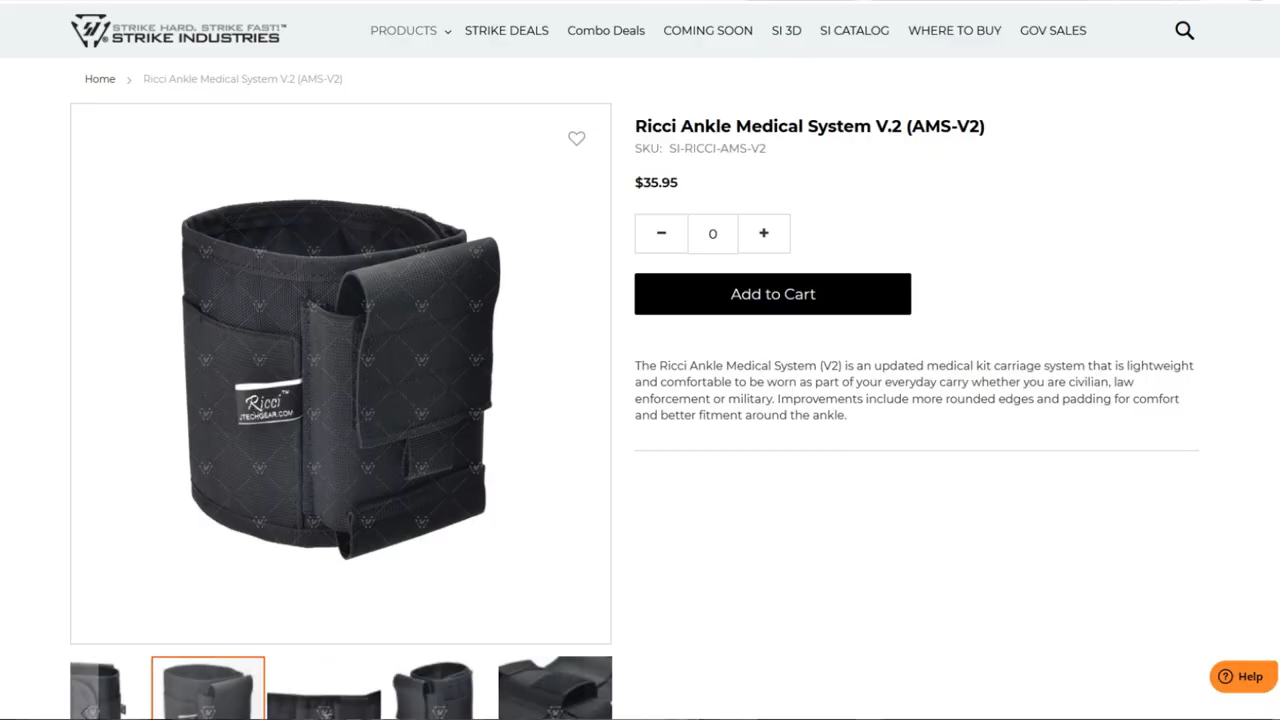 STRIKE HARD. STRIKE FAST!™
STRIKE INDUSTRIES
PRODUCTS
STRIKE DEALS
Combo Deals
COMING SOON
SI 3D
SI CATALOG
WHERE TO BUY
GOV SALES
Home
Ricci Ankle Medical System V.2 (AMS-V2)
Ricci™
JTECHGEAR.COM
Ricci Ankle Medical System V.2 (AMS-V2)
SKU: SI-RICCI-AMS-V2
$35.95
− 0 +
Add to Cart
The Ricci Ankle Medical System (V2) is an updated medical kit carriage system that is lightweight
and comfortable to be worn as part of your everyday carry whether you are civilian, law
enforcement or military. Improvements include more rounded edges and padding for comfort
and better fitment around the ankle.
Help